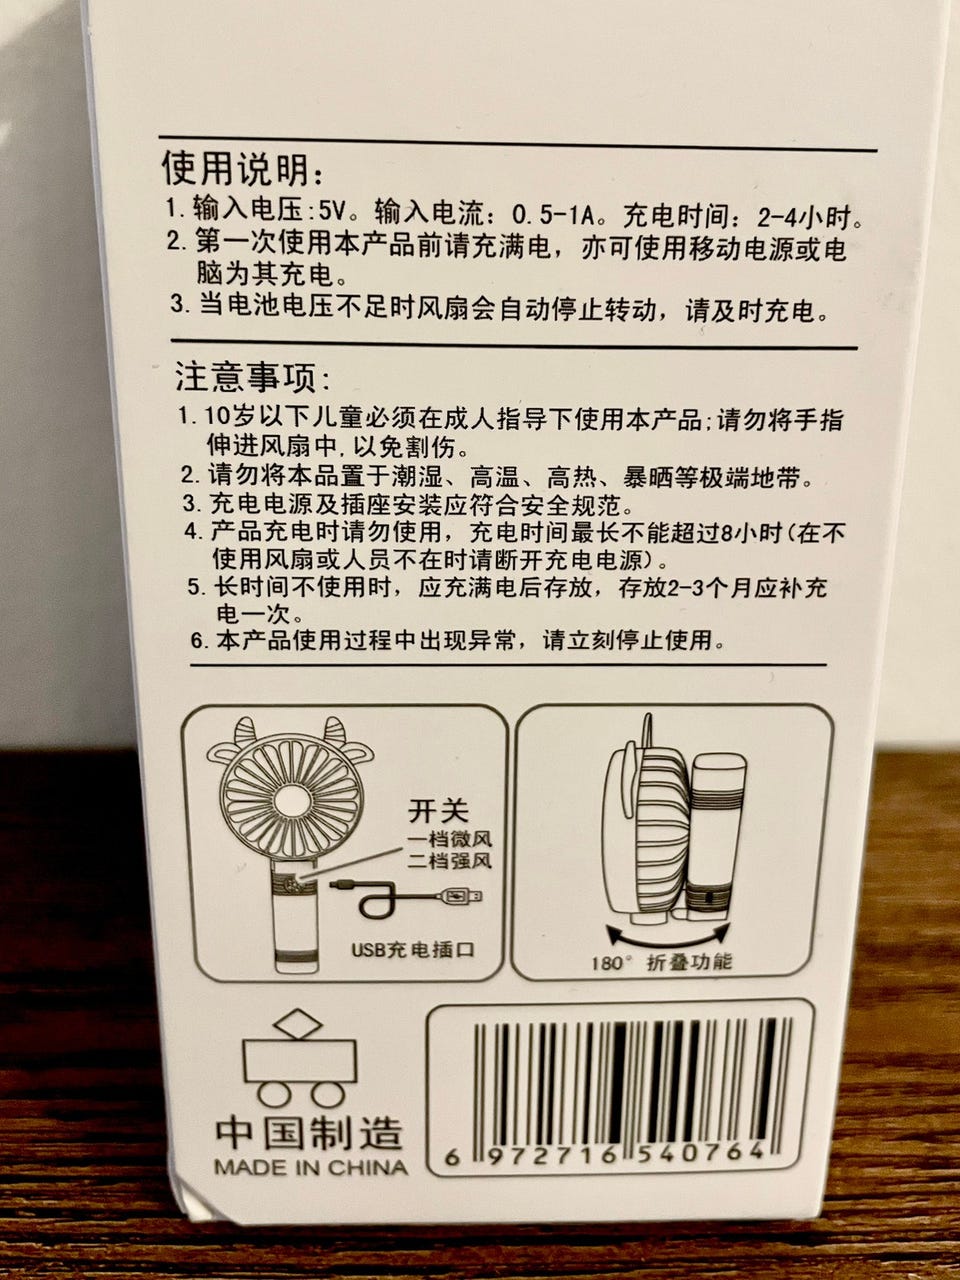 使用说明:
1.输入电压:5V。输入电流: 0.5-1A。充电时间: 2-4小时。
2.第一次使用本产品前请充满电，亦可使用移动电源或电
脑为其充电。
3.当电池电压不足时风扇会自动停止转动，请及时充电。
注意事项:
1.10岁以下儿童必须在成人指导下使用本产品;请勿将手指
伸进风扇中,以免割伤。
2.请勿将本品置于潮湿、高温、高热、暴晒等极端地带。
3.充电电源及插座安装应符合安全规范。
4.产品充电时请勿使用，充电时间最长不能超过8小时(在不
使用风扇或人员不在时请断开充电电源)。
5.长时间不使用时，应充满电后存放，存放2-3个月应补充
电一次。
6.本产品使用过程中出现异常，请立刻停止使用。
开关
一档微风
二档强风
USB充电插口
180° 折叠功能
中国制造
MADE IN CHINA
6 972716 540764